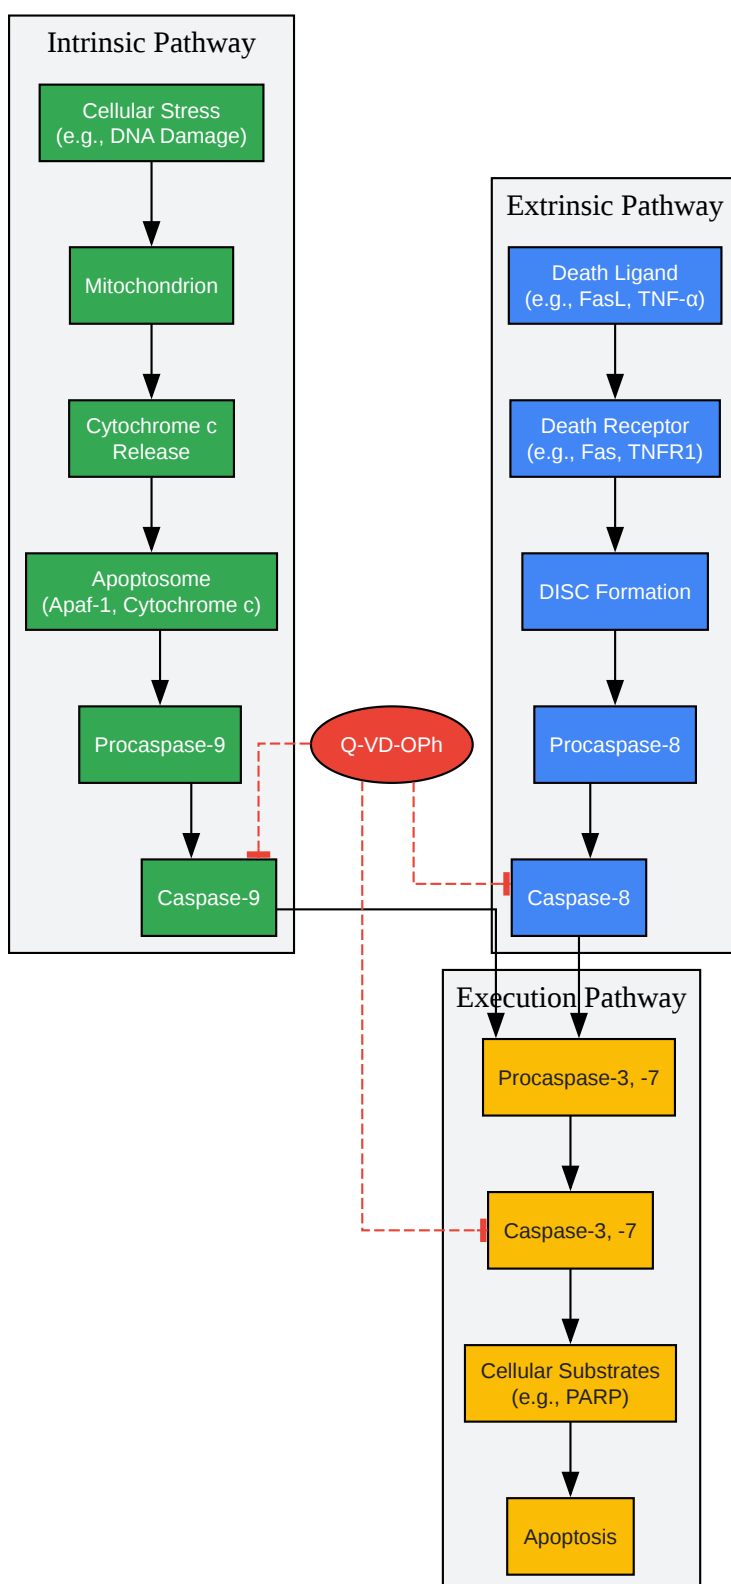 Intrinsic Pathway
Cellular Stress
(e.g., DNA Damage)
Mitochondrion
Cytochrome c
Release
Apoptosome
(Apaf-1, Cytochrome c)
Procaspase-9
Caspase-9
Q-VD-OPh
Extrinsic Pathway
Death Ligand
(e.g., FasL, TNF-α)
Death Receptor
(e.g., Fas, TNFR1)
DISC Formation
Procaspase-8
Caspase-8
Execution Pathway
Procaspase-3, -7
Caspase-3, -7
Cellular Substrates
(e.g., PARP)
Apoptosis